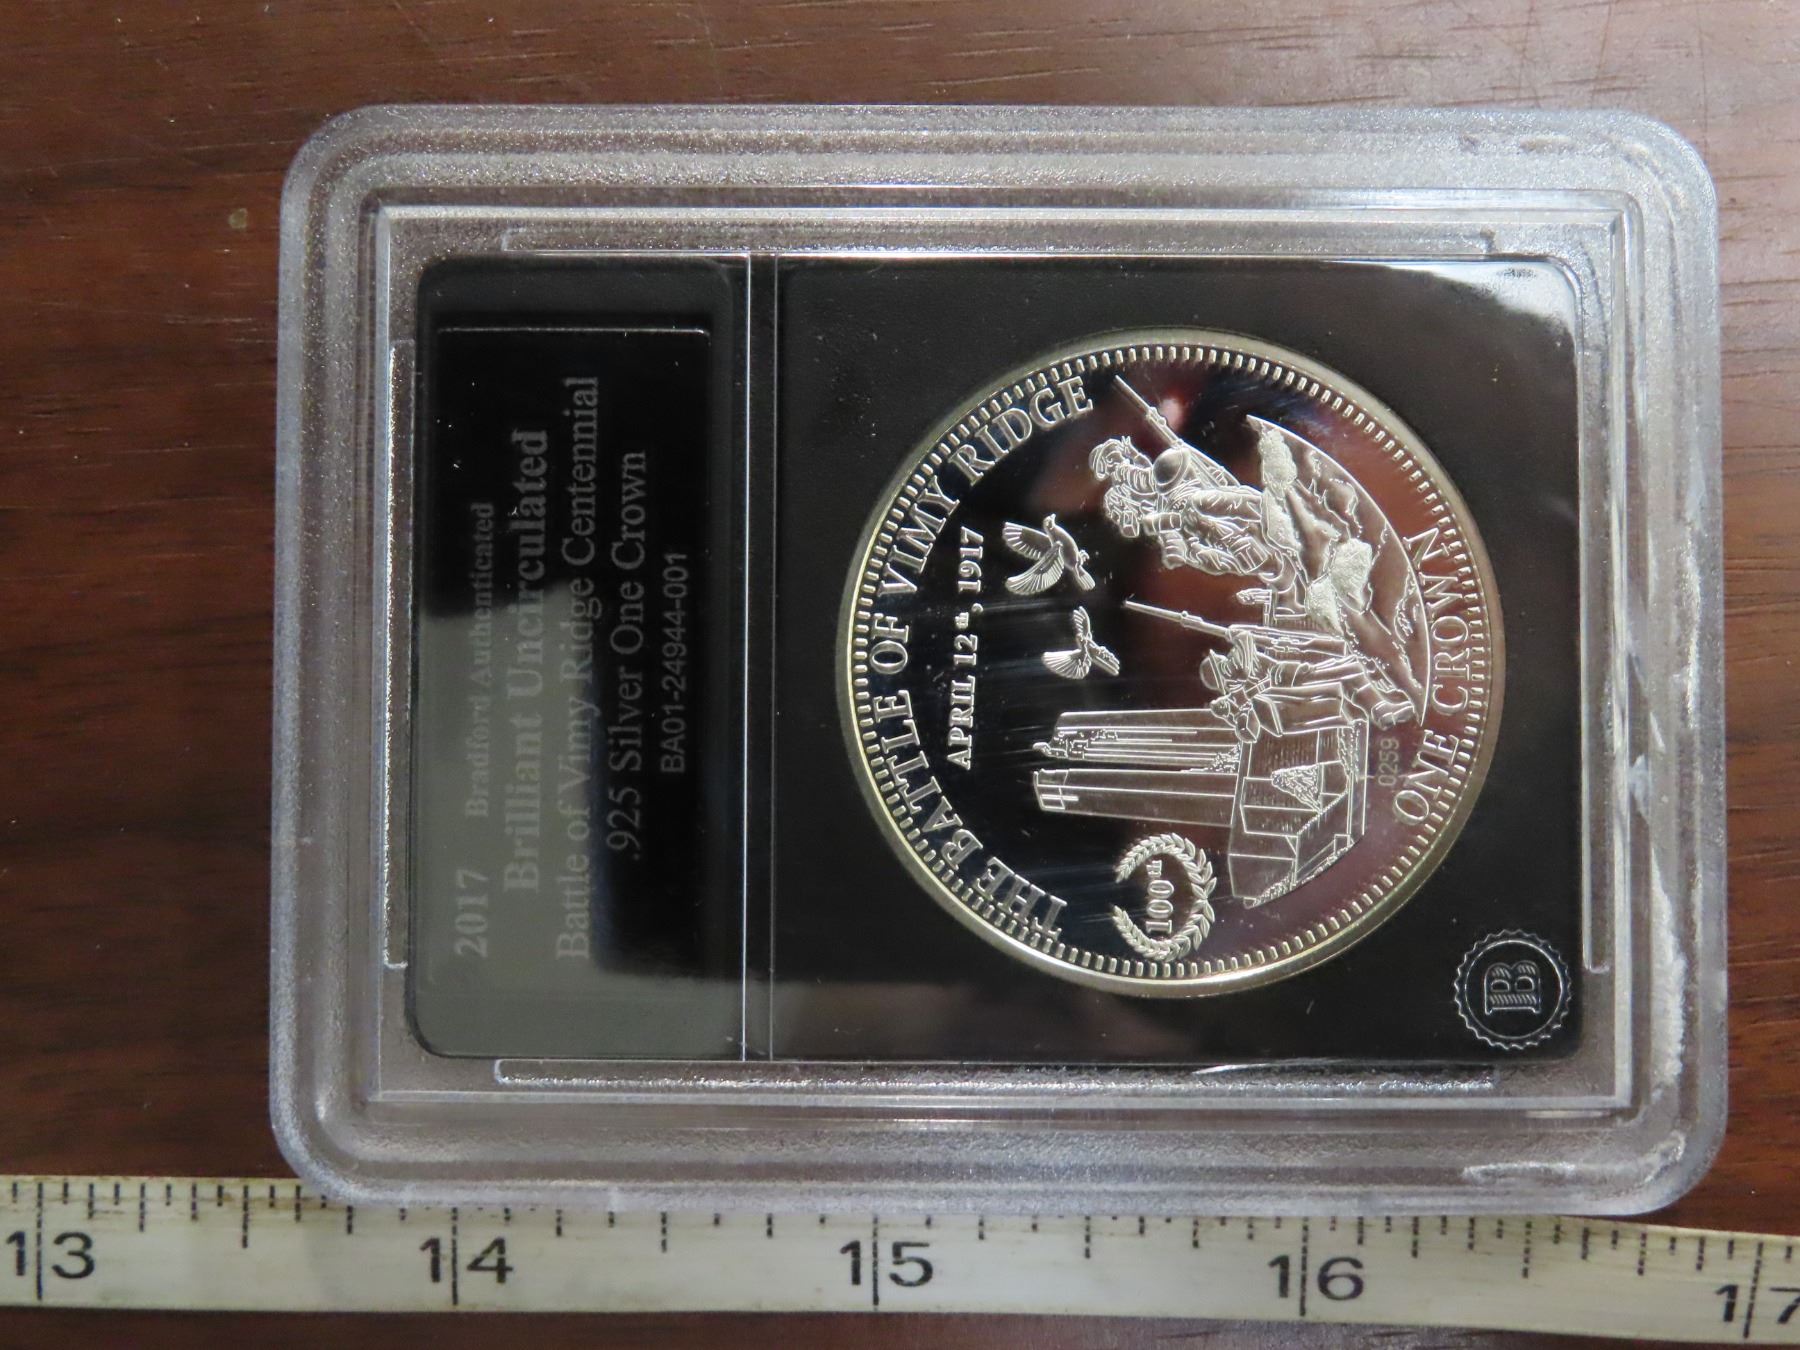 2017 Bradford Authenticated
Brilliant Uncirculated
Battle of Vimy Ridge Centennial
.925 Silver One Crown
BA01-24944-001
THE BATTLE OF VIMY RIDGE
APRIL 12th, 1917
100th
0259
ONE CROWN
B
13 14 15 16 17